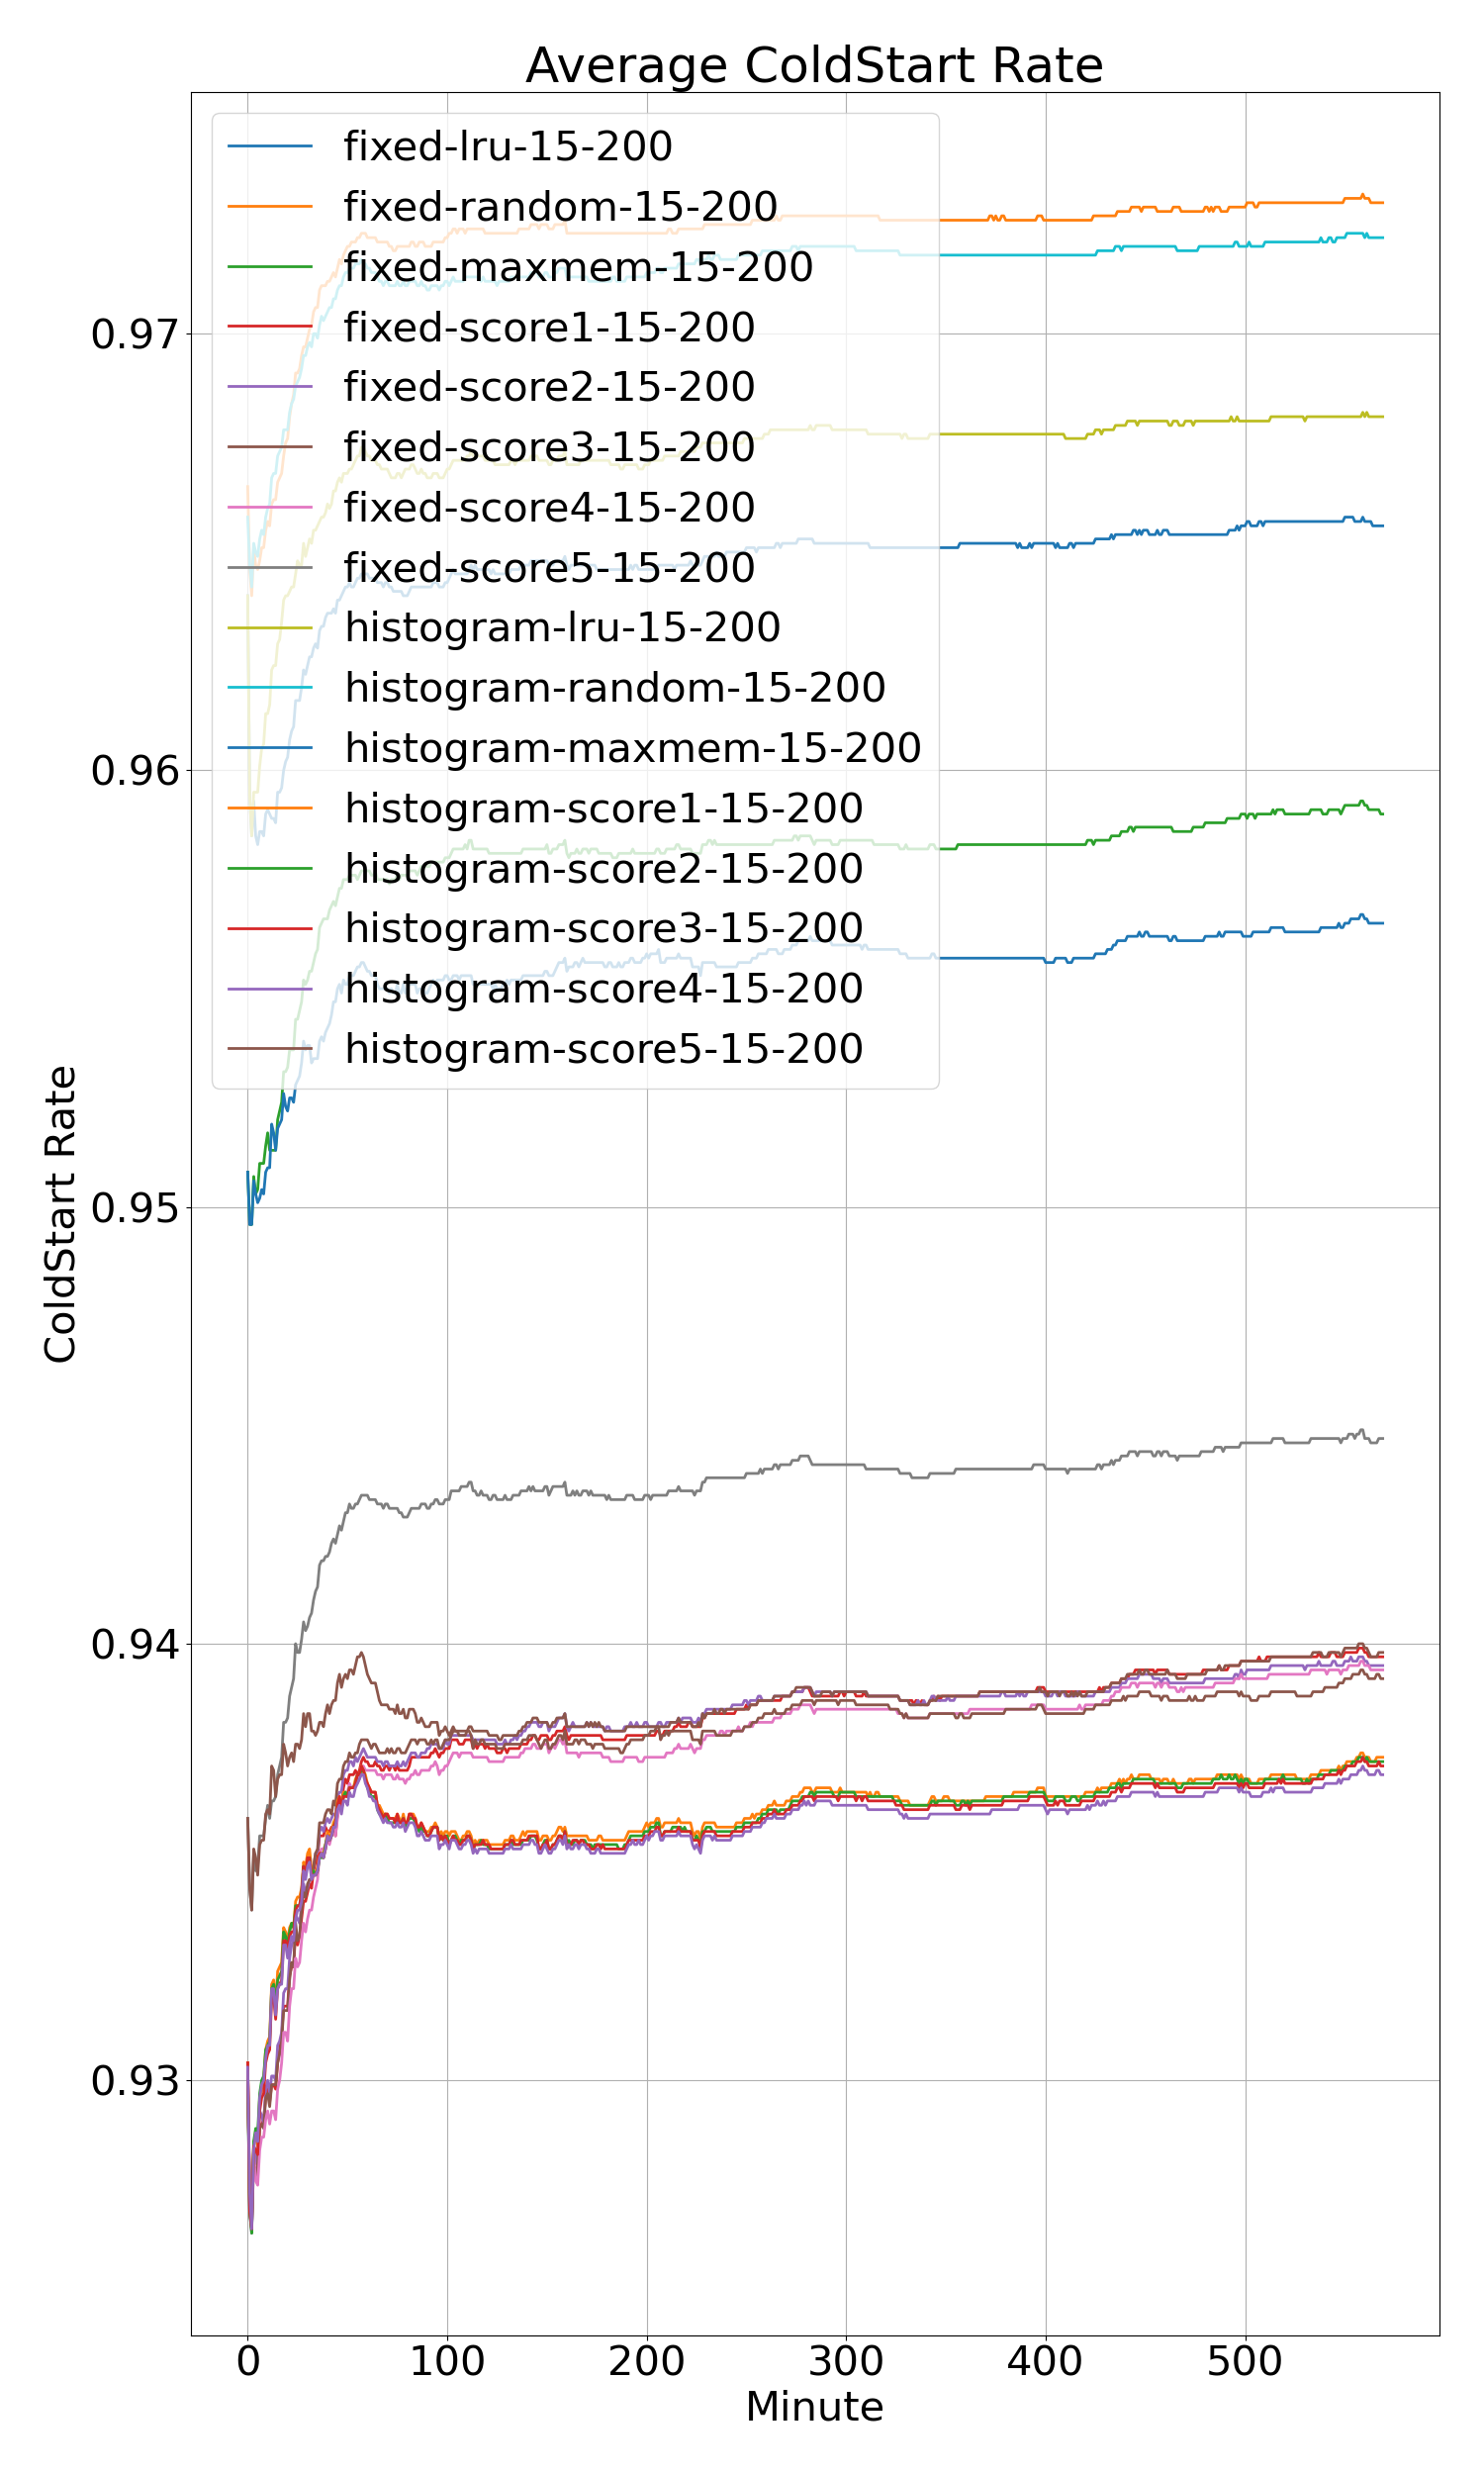 Average ColdStart Rate
fixed-lru-15-200
fixed-random-15-200
fixed-maxmem-15-200
fixed-score1-15-200
fixed-score2-15-200
fixed-score3-15-200
fixed-score4-15-200
fixed-score5-15-200
histogram-lru-15-200
histogram-random-15-200
histogram-maxmem-15-200
histogram-score1-15-200
histogram-score2-15-200
histogram-score3-15-200
histogram-score4-15-200
histogram-score5-15-200
0.97
0.96
0.95
0.94
0.93
ColdStart Rate
0 100 200 300 400 500
Minute